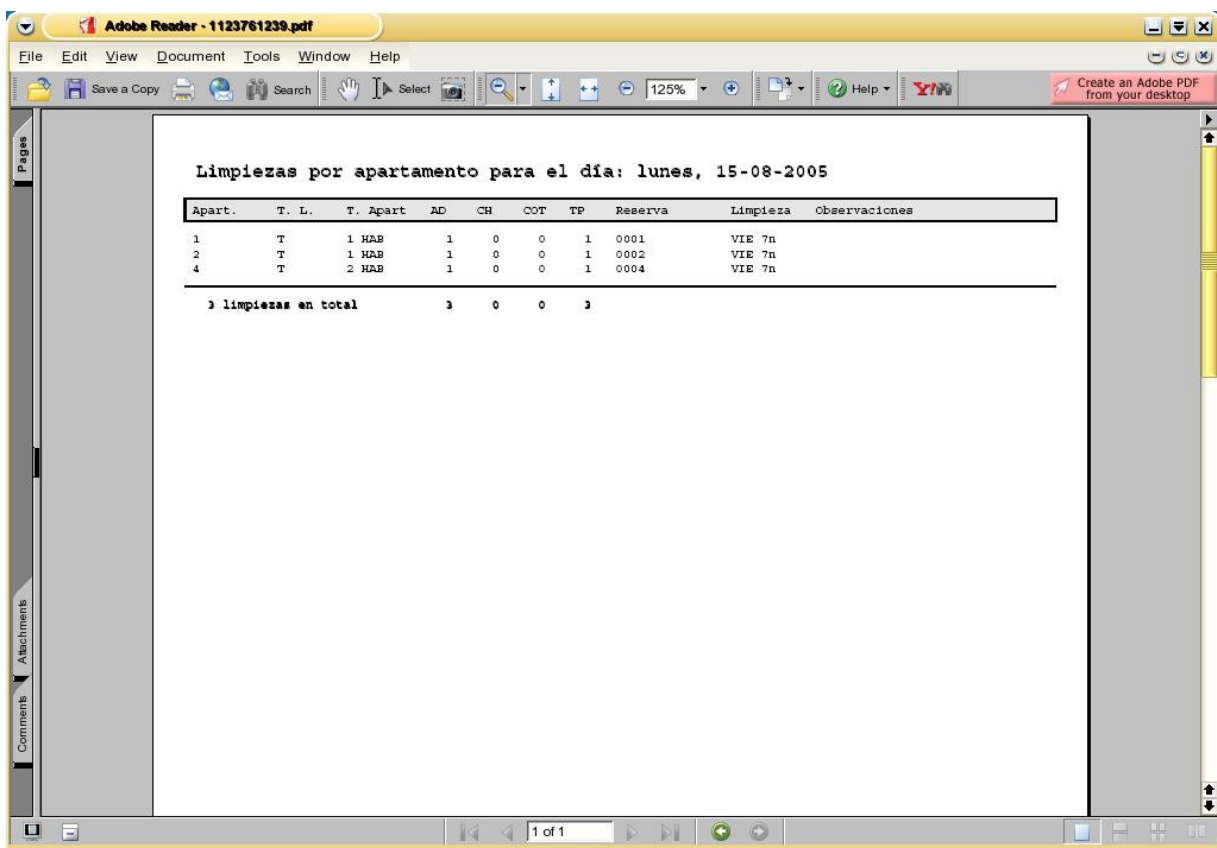 Adobe Reader - 1123761239.pdf
File Edit View Document Tools Window Help
Save a Copy Search Select 125% Help Y! Create an Adobe PDF from your desktop
Pages
Limpiezas por apartamento para el día: lunes, 15-08-2005
Apart. T. L. T. Apart AD CH COT TP Reserva Limpieza Observaciones
1 T 1 HAB 1 0 0 1 0001 VIE 7n
2 T 1 HAB 1 0 0 1 0002 VIE 7n
4 T 2 HAB 1 0 0 1 0004 VIE 7n
3 limpiezas en total 3 0 0 3
Attachments
Comments
1 of 1